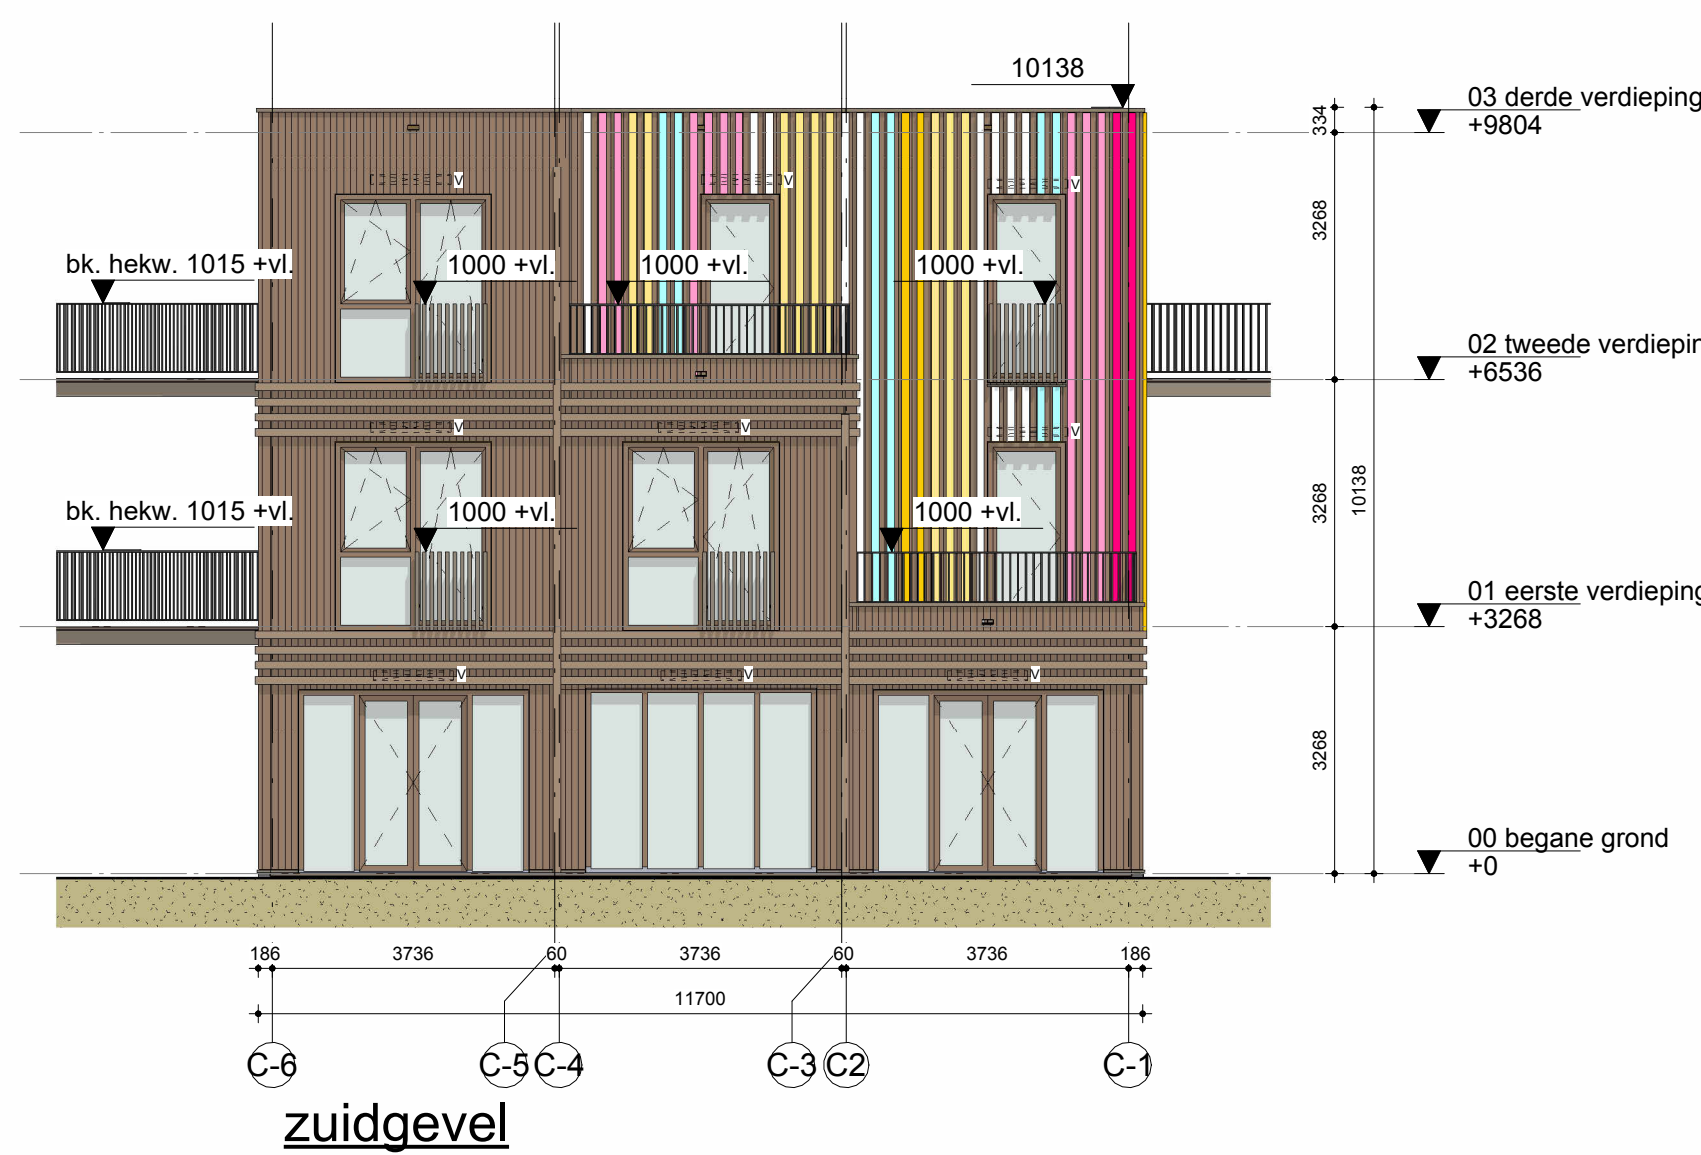 10138
03 derde verdieping
+9804
334
V
V
V
3268
bk. hekw. 1015 +vl.
1000 +vl.
1000 +vl.
1000 +vl.
02 tweede verdiepin
+6536
V
V
V
3268
10138
bk. hekw. 1015 +vl.
1000 +vl.
1000 +vl.
01 eerste verdieping
+3268
V
V
V
3268
00 begane grond
+0
186
3736
60
3736
60
3736
186
11700
C-6
C-5
C-4
C-3
C2
C-1
zuidgevel